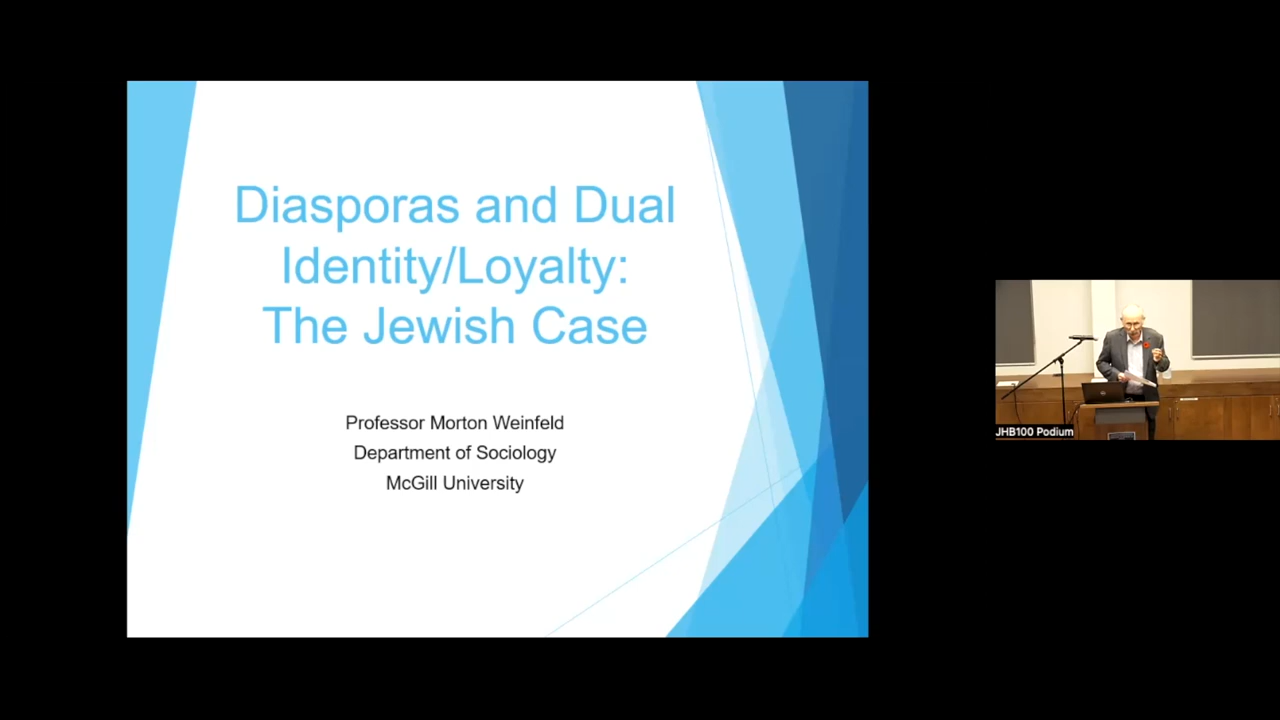 Diasporas and Dual
Identity/Loyalty:
The Jewish Case
Professor Morton Weinfeld
Department of Sociology
McGill University
JHB100 Podium